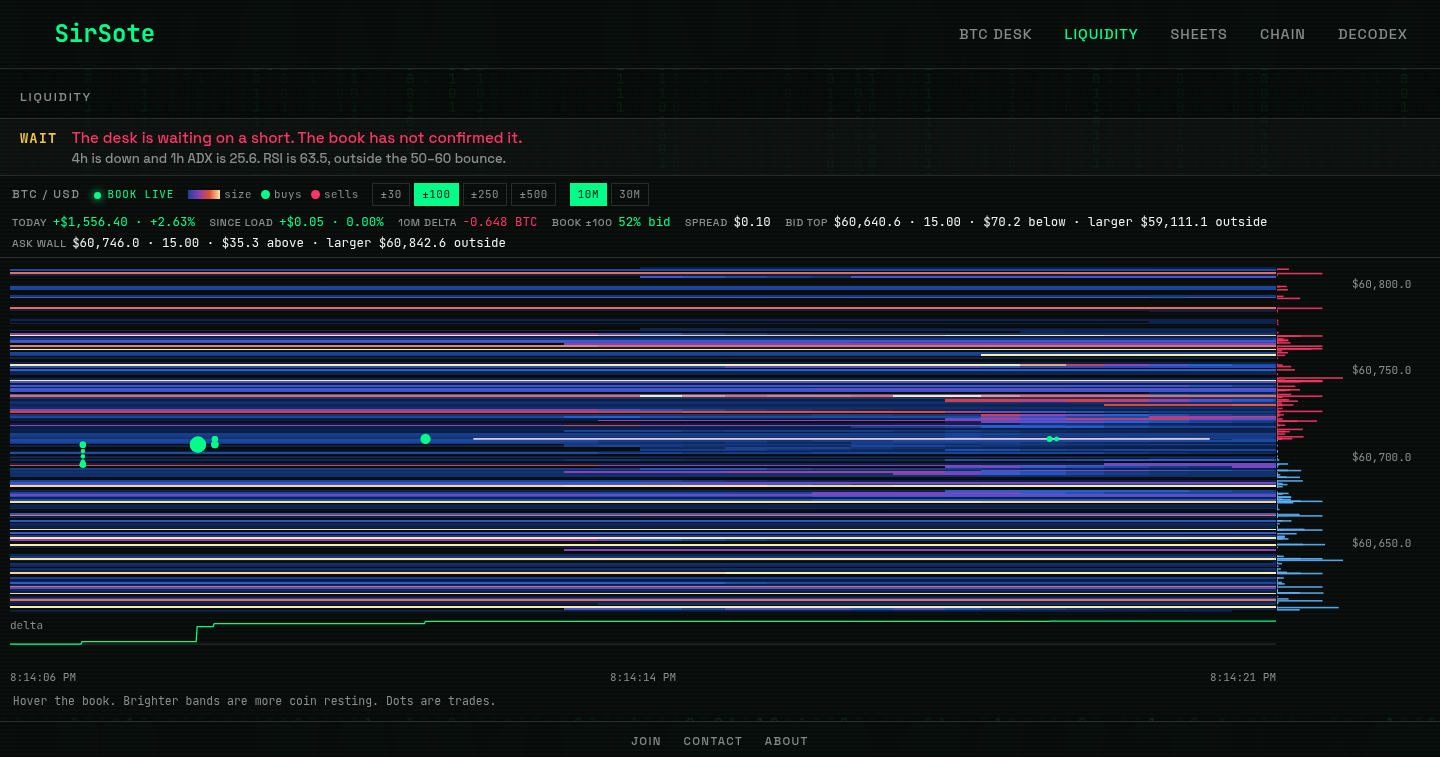 SirSote
BTC DESK LIQUIDITY SHEETS CHAIN DECODEX
LIQUIDITY
WAIT The desk is waiting on a short. The book has not confirmed it.
4h is down and 1h ADX is 25.6. RSI is 63.5, outside the 50–60 bounce.
BTC / USD BOOK LIVE size buys sells ±30 ±100 ±250 ±500 10M 30M
TODAY +$1,556.40 · +2.63% SINCE LOAD +$0.05 · 0.00% 10M DELTA -0.648 BTC BOOK ±100 52% bid SPREAD $0.10 BID TOP $60,640.6 · 15.00 · $70.2 below · larger $59,111.1 outside
ASK WALL $60,746.0 · 15.00 · $35.3 above · larger $60,842.6 outside
$60,800.0
$60,750.0
$60,700.0
$60,650.0
delta
8:14:06 PM 8:14:14 PM 8:14:21 PM
Hover the book. Brighter bands are more coin resting. Dots are trades.
JOIN CONTACT ABOUT